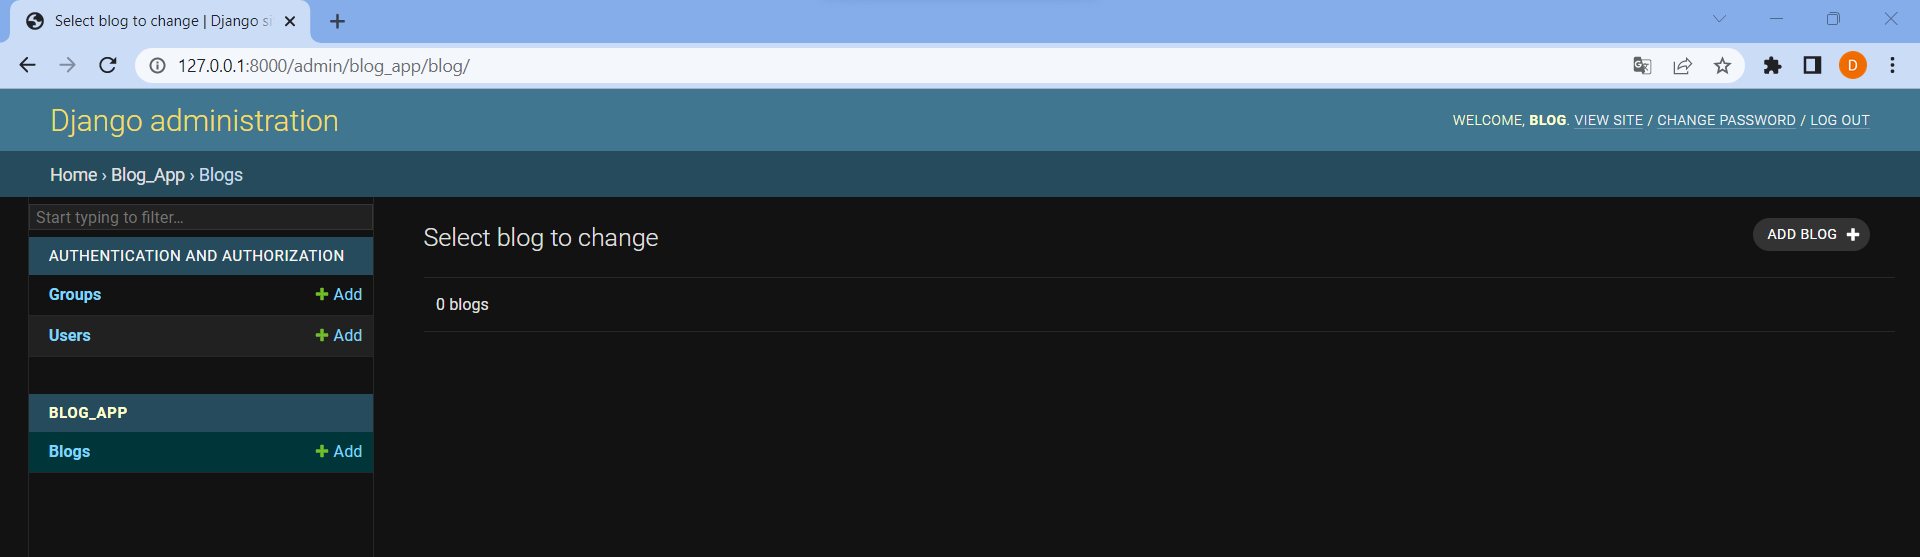 Select blog to change | Django si
127.0.0.1:8000/admin/blog_app/blog/
D
Django administration
WELCOME, BLOG. VIEW SITE / CHANGE PASSWORD / LOG OUT
Home › Blog_App › Blogs
Start typing to filter...
AUTHENTICATION AND AUTHORIZATION
Groups
Add
Users
Add
BLOG_APP
Blogs
Add
Select blog to change
ADD BLOG
0 blogs